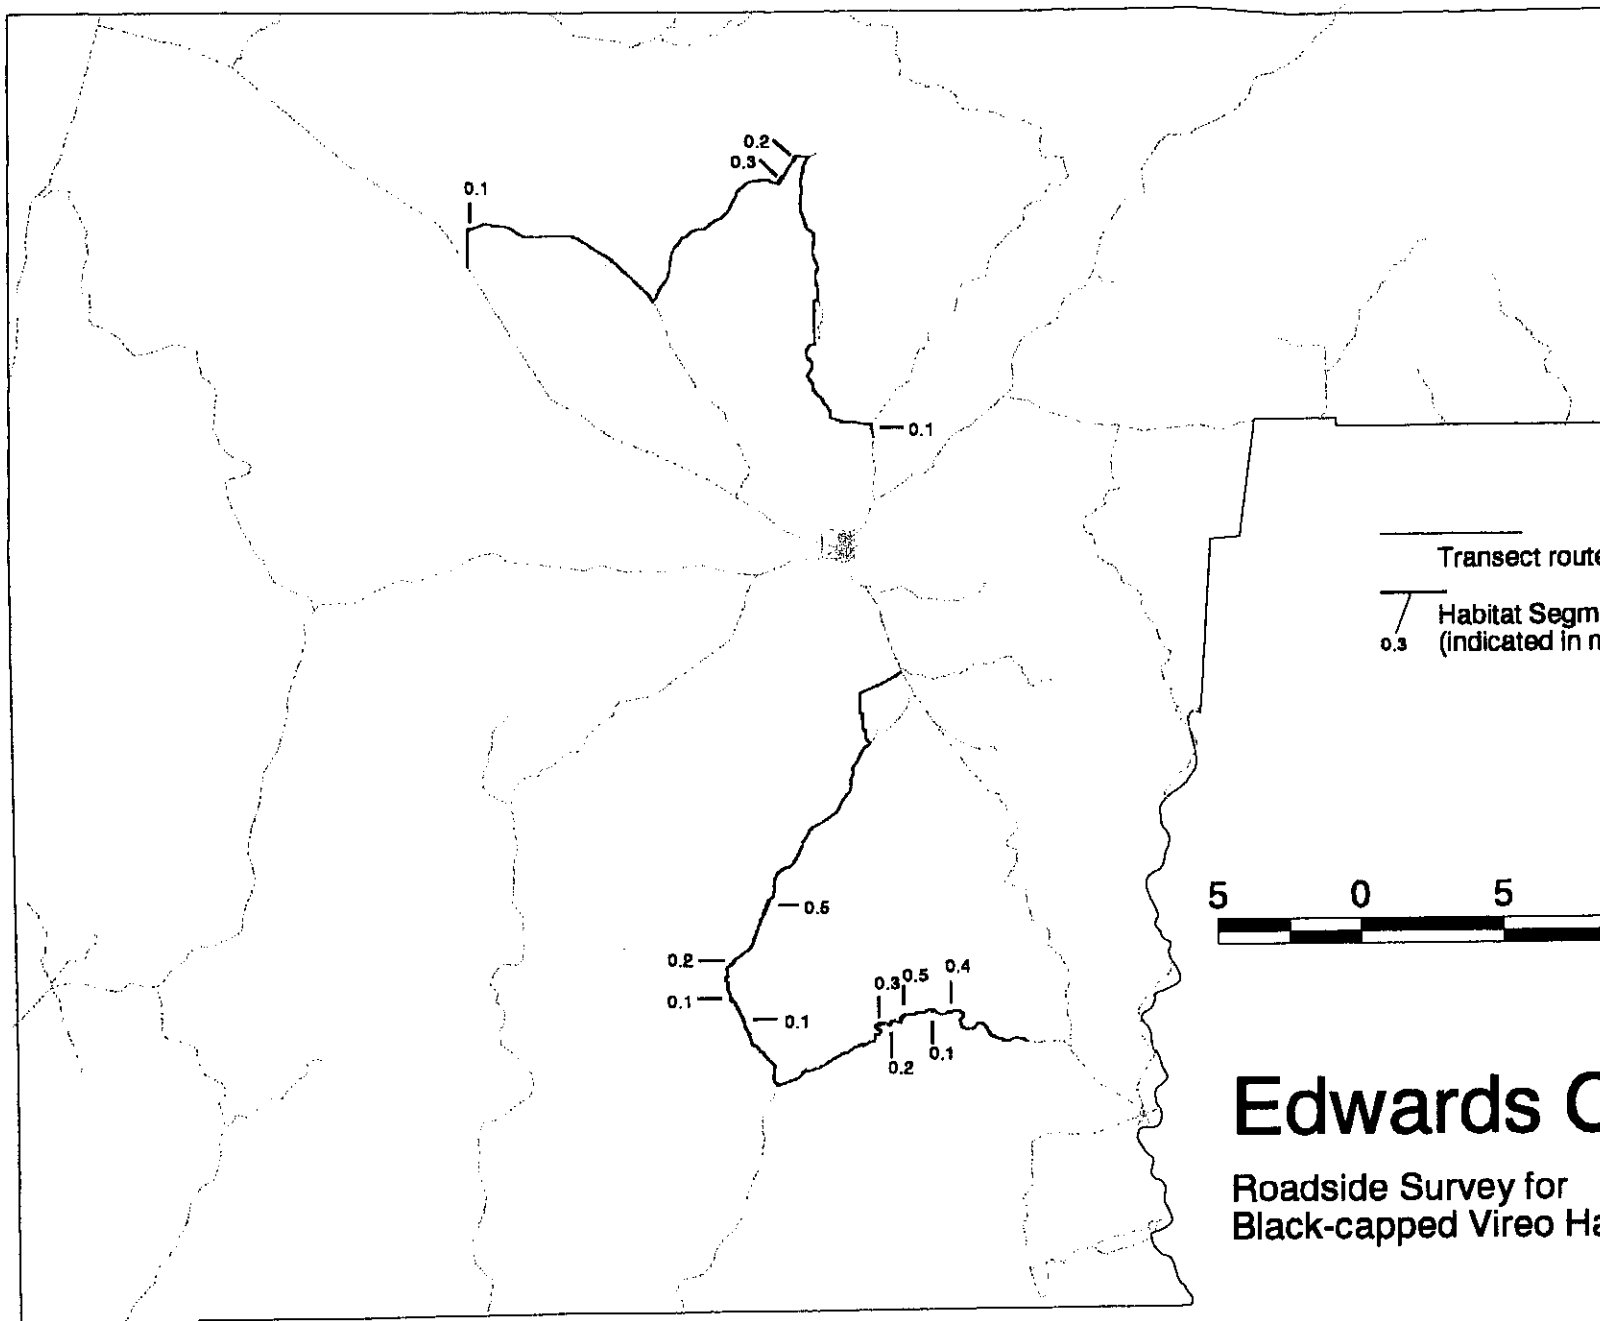 0.2
0.3
0.1
0.1
Transect route
Habitat Segm
0.3 (indicated in m
5 0 5
0.5
0.2
0.1
0.1
0.3 0.5 0.4
0.2 0.1
Edwards C
Roadside Survey for
Black-capped Vireo Ha